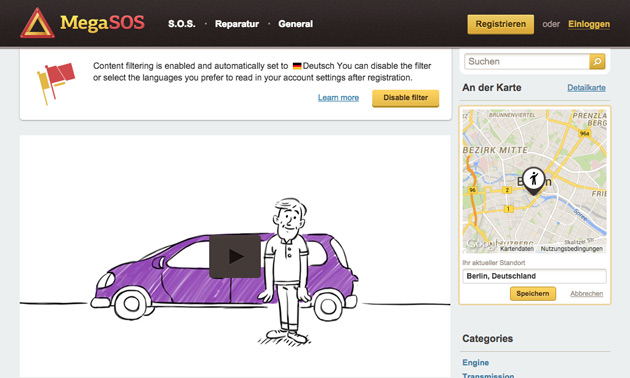 MegaSOS
S.O.S. · Reparatur · General
Registrieren oder Einloggen
Content filtering is enabled and automatically set to Deutsch You can disable the filter
or select the languages you prefer to read in your account settings after registration.
Learn more
Disable filter
Suchen
An der Karte
Detailkarte
BRUNNENVIERTEL
PRENZLA
BERG
96a
BEZIRK MITTE
96
2
1
FRIE
Spree
Google
Kartendaten
Nutzungsbedingungen
Ihr aktueller Standort
Berlin, Deutschland
Speichern
Abbrechen
Categories
Engine
Transmission